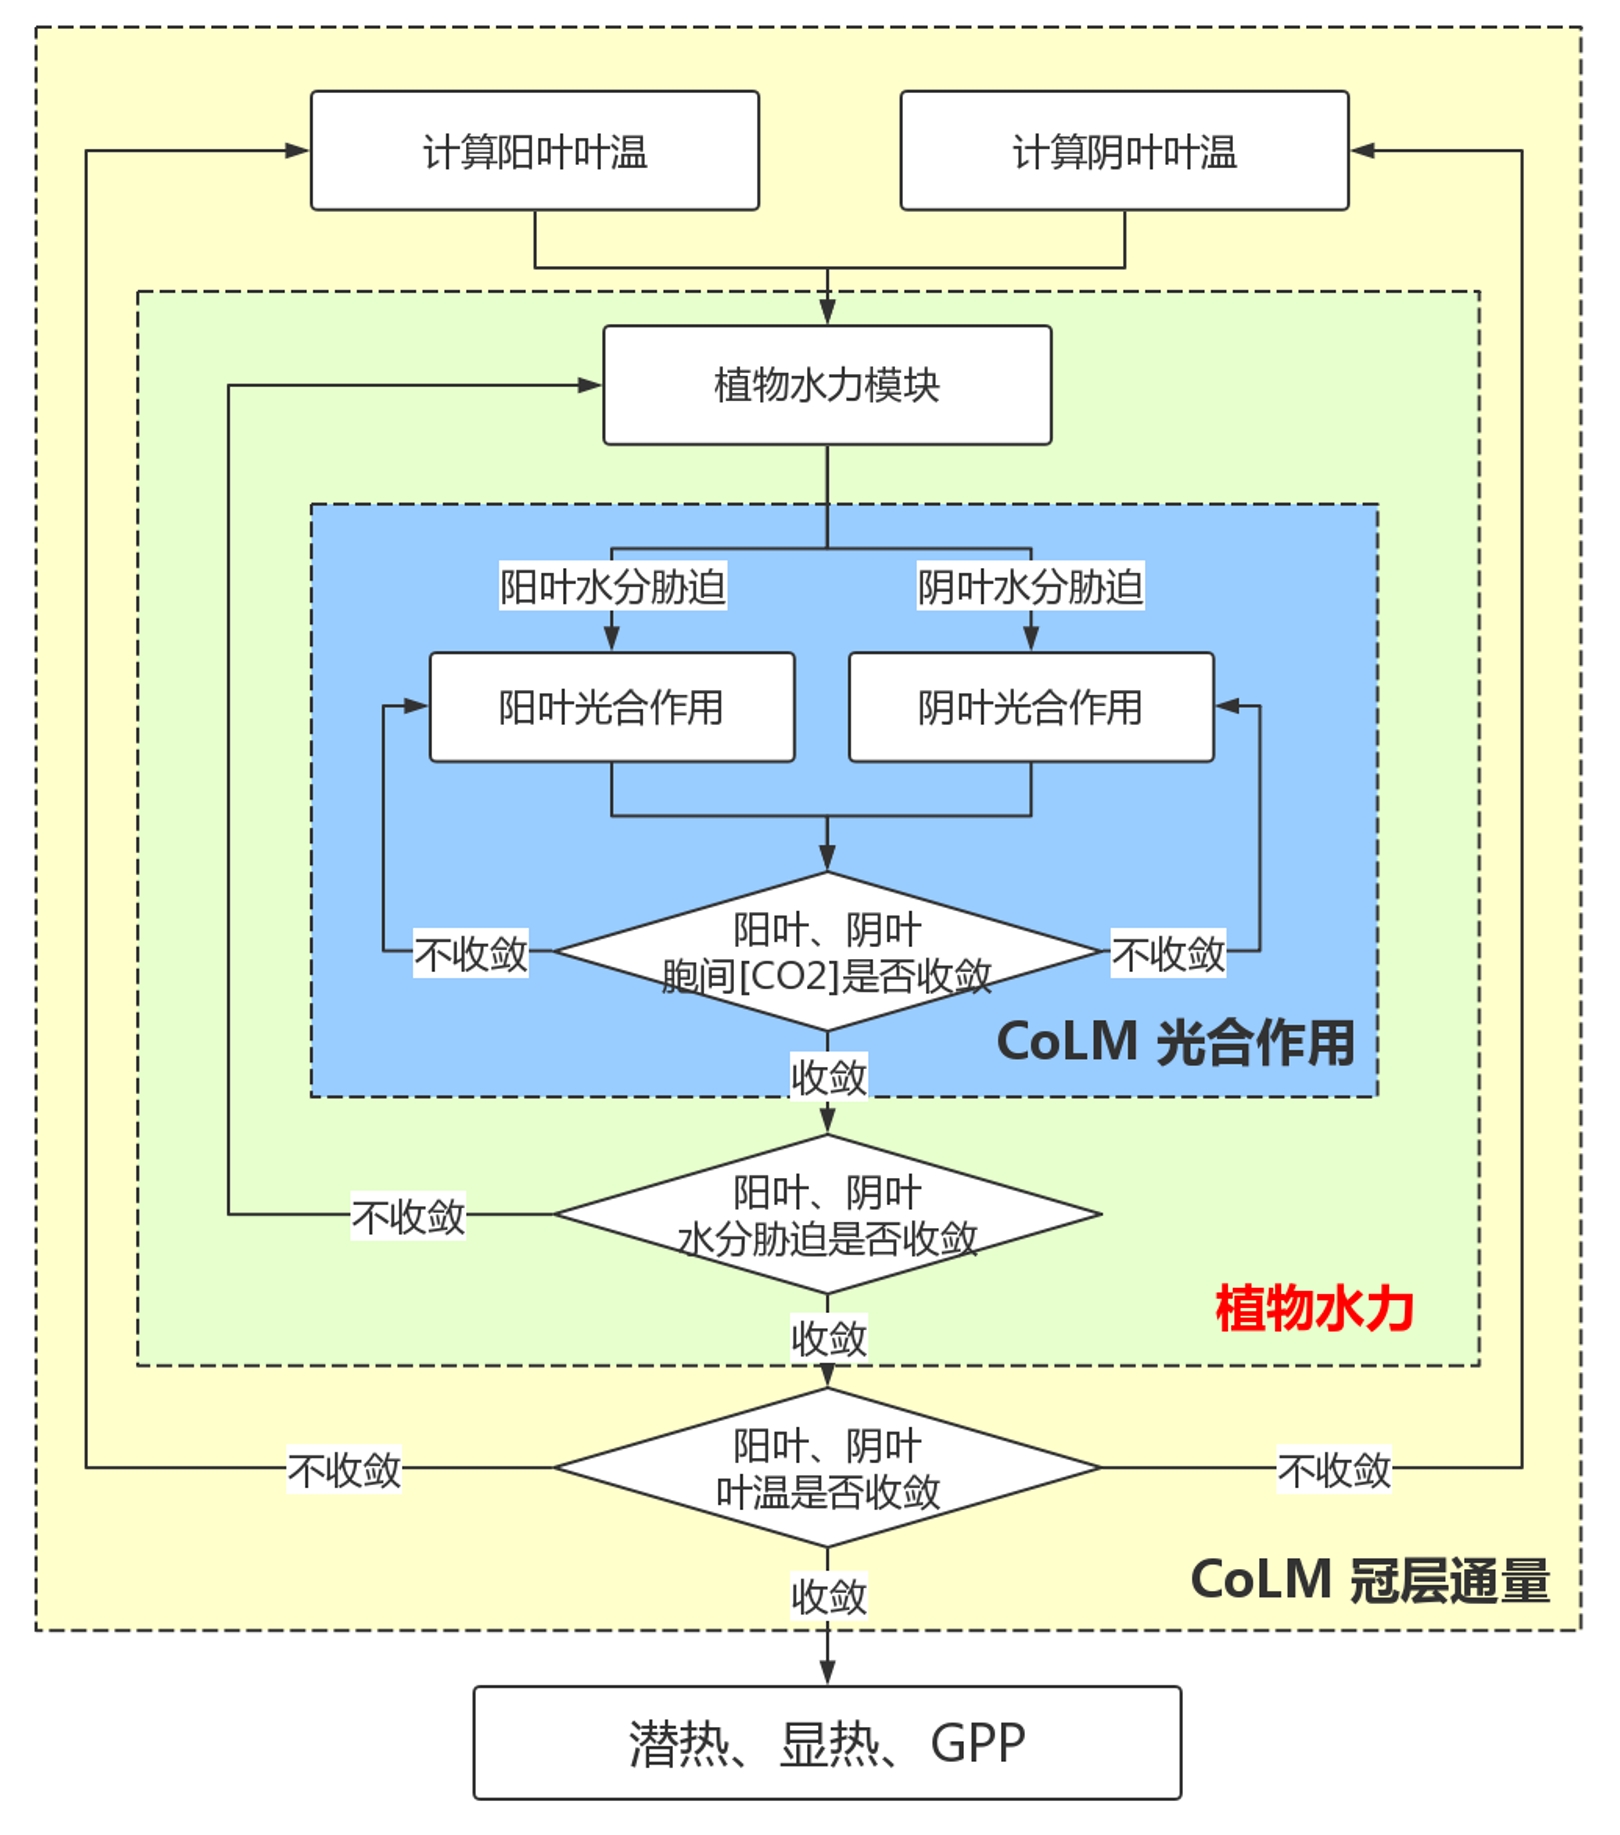 计算阳叶叶温
计算阴叶叶温
植物水力模块
阳叶水分胁迫
阴叶水分胁迫
阳叶光合作用
阴叶光合作用
阳叶、阴叶
胞间[CO2]是否收敛
不收敛
不收敛
CoLM 光合作用
收敛
阳叶、阴叶
水分胁迫是否收敛
不收敛
植物水力
收敛
阳叶、阴叶
叶温是否收敛
不收敛
不收敛
CoLM 冠层通量
收敛
潜热、显热、GPP